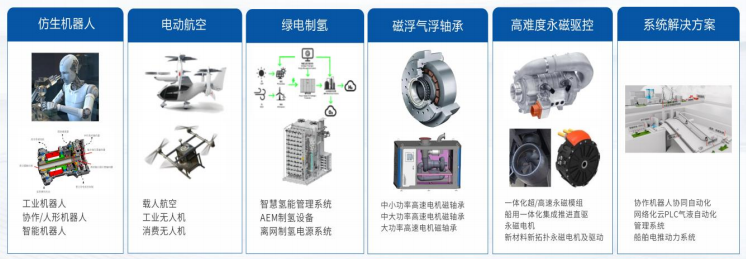 仿生机器人
工业机器人
协作/人形机器人
智能机器人
电动航空
载人航空
工业无人机
消费无人机
绿电制氢
智慧氢能管理系统
AEM制氢设备
离网制氢电源系统
磁浮气浮轴承
中小功率高速电机磁轴承
中大功率高速电机磁轴承
大功率高速电机磁轴承
高难度永磁驱控
一体化超/高速永磁模组
船用一体化集成推进直驱
永磁电机
新材料新拓扑永磁电机及驱动
系统解决方案
协作机器人协同自动化
网络化云PLC气液自动化
管理系统
船舶电推动力系统